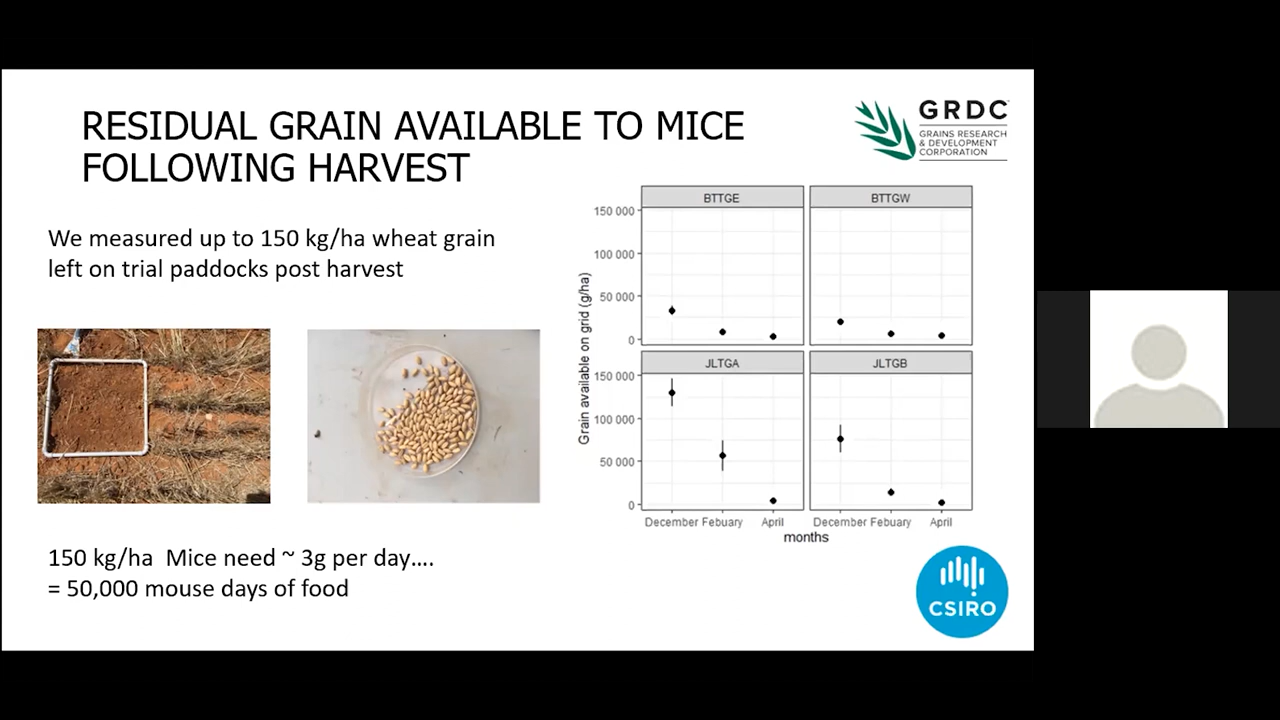 RESIDUAL GRAIN AVAILABLE TO MICE
FOLLOWING HARVEST
GRDC
GRAINS RESEARCH
& DEVELOPMENT
CORPORATION
We measured up to 150 kg/ha wheat grain
left on trial paddocks post harvest
150 kg/ha Mice need ~ 3g per day....
= 50,000 mouse days of food
Grain available on grid (g/ha)
BTTGE
BTTGW
150 000
100 000
50 000
0
JLTGA
JLTGB
150 000
100 000
50 000
0
December Febuary April
December Febuary April
months
CSIRO